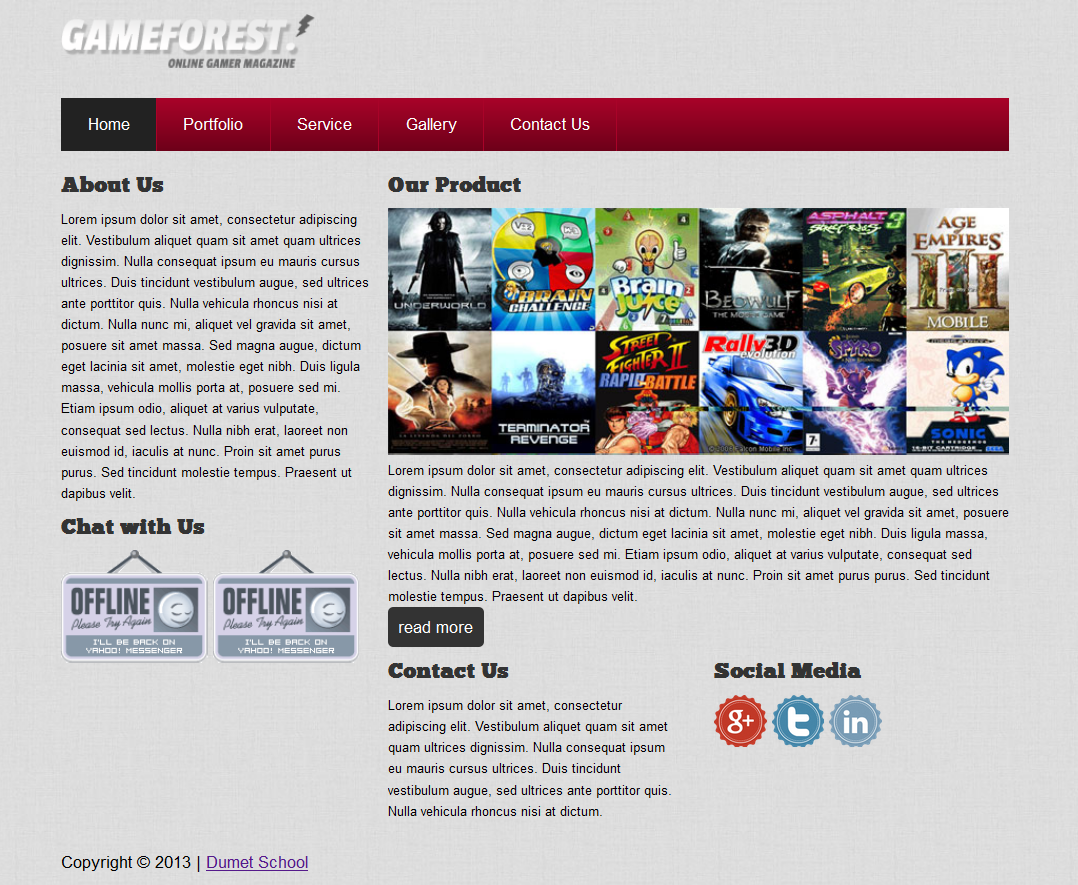 GAMEFOREST.
ONLINE GAMER MAGAZINE
Home Portfolio Service Gallery Contact Us
About Us
Lorem ipsum dolor sit amet, consectetur adipiscing
elit. Vestibulum aliquet quam sit amet quam ultrices
dignissim. Nulla consequat ipsum eu mauris cursus
ultrices. Duis tincidunt vestibulum augue, sed ultrices
ante porttitor quis. Nulla vehicula rhoncus nisi at
dictum. Nulla nunc mi, aliquet vel gravida sit amet,
posuere sit amet massa. Sed magna augue, dictum
eget lacinia sit amet, molestie eget nibh. Duis ligula
massa, vehicula mollis porta at, posuere sed mi.
Etiam ipsum odio, aliquet at varius vulputate,
consequat sed lectus. Nulla nibh erat, laoreet non
euismod id, iaculis at nunc. Proin sit amet purus
purus. Sed tincidunt molestie tempus. Praesent ut
dapibus velit.
Chat with Us
OFFLINE
Please Try Again
I'LL BE BACK ON
YAHOO! MESSENGER
OFFLINE
Please Try Again
I'LL BE BACK ON
YAHOO! MESSENGER
Our Product
UNDERWORLD
BRAIN
CHALLENGE
Brain
Juice
BEOWULF
THE MOBILE GAME
ASPHALT 3
STREET RULES
AGE
OF
EMPIRES
III
MOBILE
LA LEYENDA DEL ZORRO
TERMINATOR
REVENGE
STREET
FIGHTER II
RAPID BATTLE
Rally 3D
evolution
SPYRO
SONIC
THE HEDGEHOG
16-BIT CARTRIDGE
SEGA
Lorem ipsum dolor sit amet, consectetur adipiscing elit. Vestibulum aliquet quam sit amet quam ultrices
dignissim. Nulla consequat ipsum eu mauris cursus ultrices. Duis tincidunt vestibulum augue, sed ultrices
ante porttitor quis. Nulla vehicula rhoncus nisi at dictum. Nulla nunc mi, aliquet vel gravida sit amet, posuere
sit amet massa. Sed magna augue, dictum eget lacinia sit amet, molestie eget nibh. Duis ligula massa,
vehicula mollis porta at, posuere sed mi. Etiam ipsum odio, aliquet at varius vulputate, consequat sed
lectus. Nulla nibh erat, laoreet non euismod id, iaculis at nunc. Proin sit amet purus purus. Sed tincidunt
molestie tempus. Praesent ut dapibus velit.
read more
Contact Us
Lorem ipsum dolor sit amet, consectetur
adipiscing elit. Vestibulum aliquet quam sit amet
quam ultrices dignissim. Nulla consequat ipsum
eu mauris cursus ultrices. Duis tincidunt
vestibulum augue, sed ultrices ante porttitor quis.
Nulla vehicula rhoncus nisi at dictum.
Social Media
g+ t in
Copyright © 2013 | Dumet School